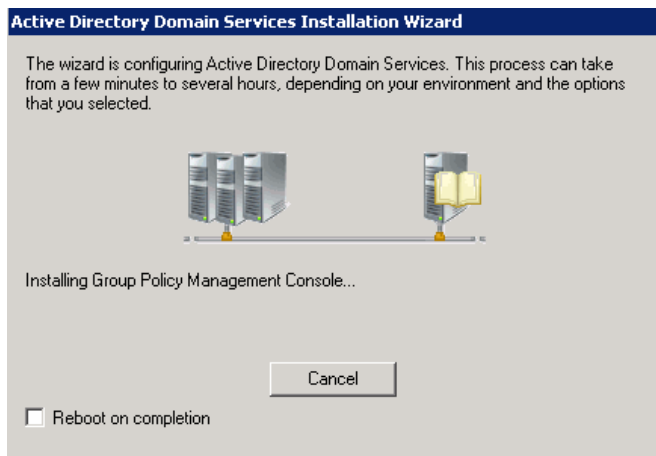 Active Directory Domain Services Installation Wizard
The wizard is configuring Active Directory Domain Services. This process can take
from a few minutes to several hours, depending on your environment and the options
that you selected.
Installing Group Policy Management Console...
Cancel
Reboot on completion